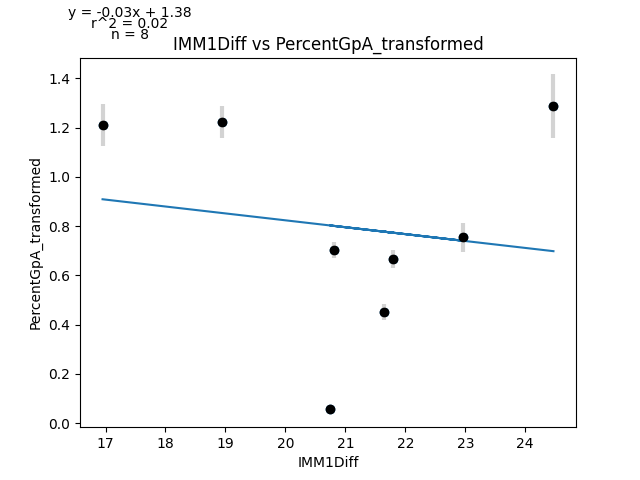 y = -0.03x + 1.38
r^2 = 0.02
n = 8
IMM1Diff vs PercentGpA_transformed
PercentGpA_transformed
1.4
1.2
1.0
0.8
0.6
0.4
0.2
0.0
17 18 19 20 21 22 23 24
IMM1Diff